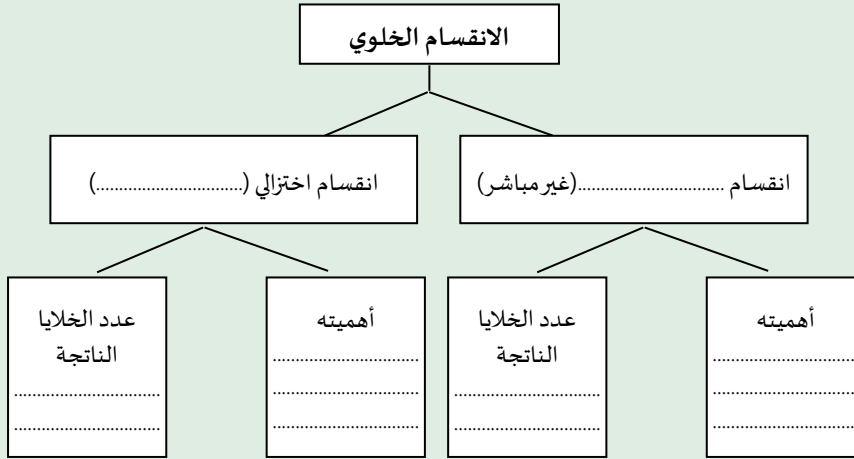 الانقسام الخلوي
انقسام ................................(غير مباشر)
انقسام اختزالي (................................)
أهميته
................................
................................
................................
عدد الخلايا
الناتجة
................................
................................
أهميته
................................
................................
................................
عدد الخلايا
الناتجة
................................
................................